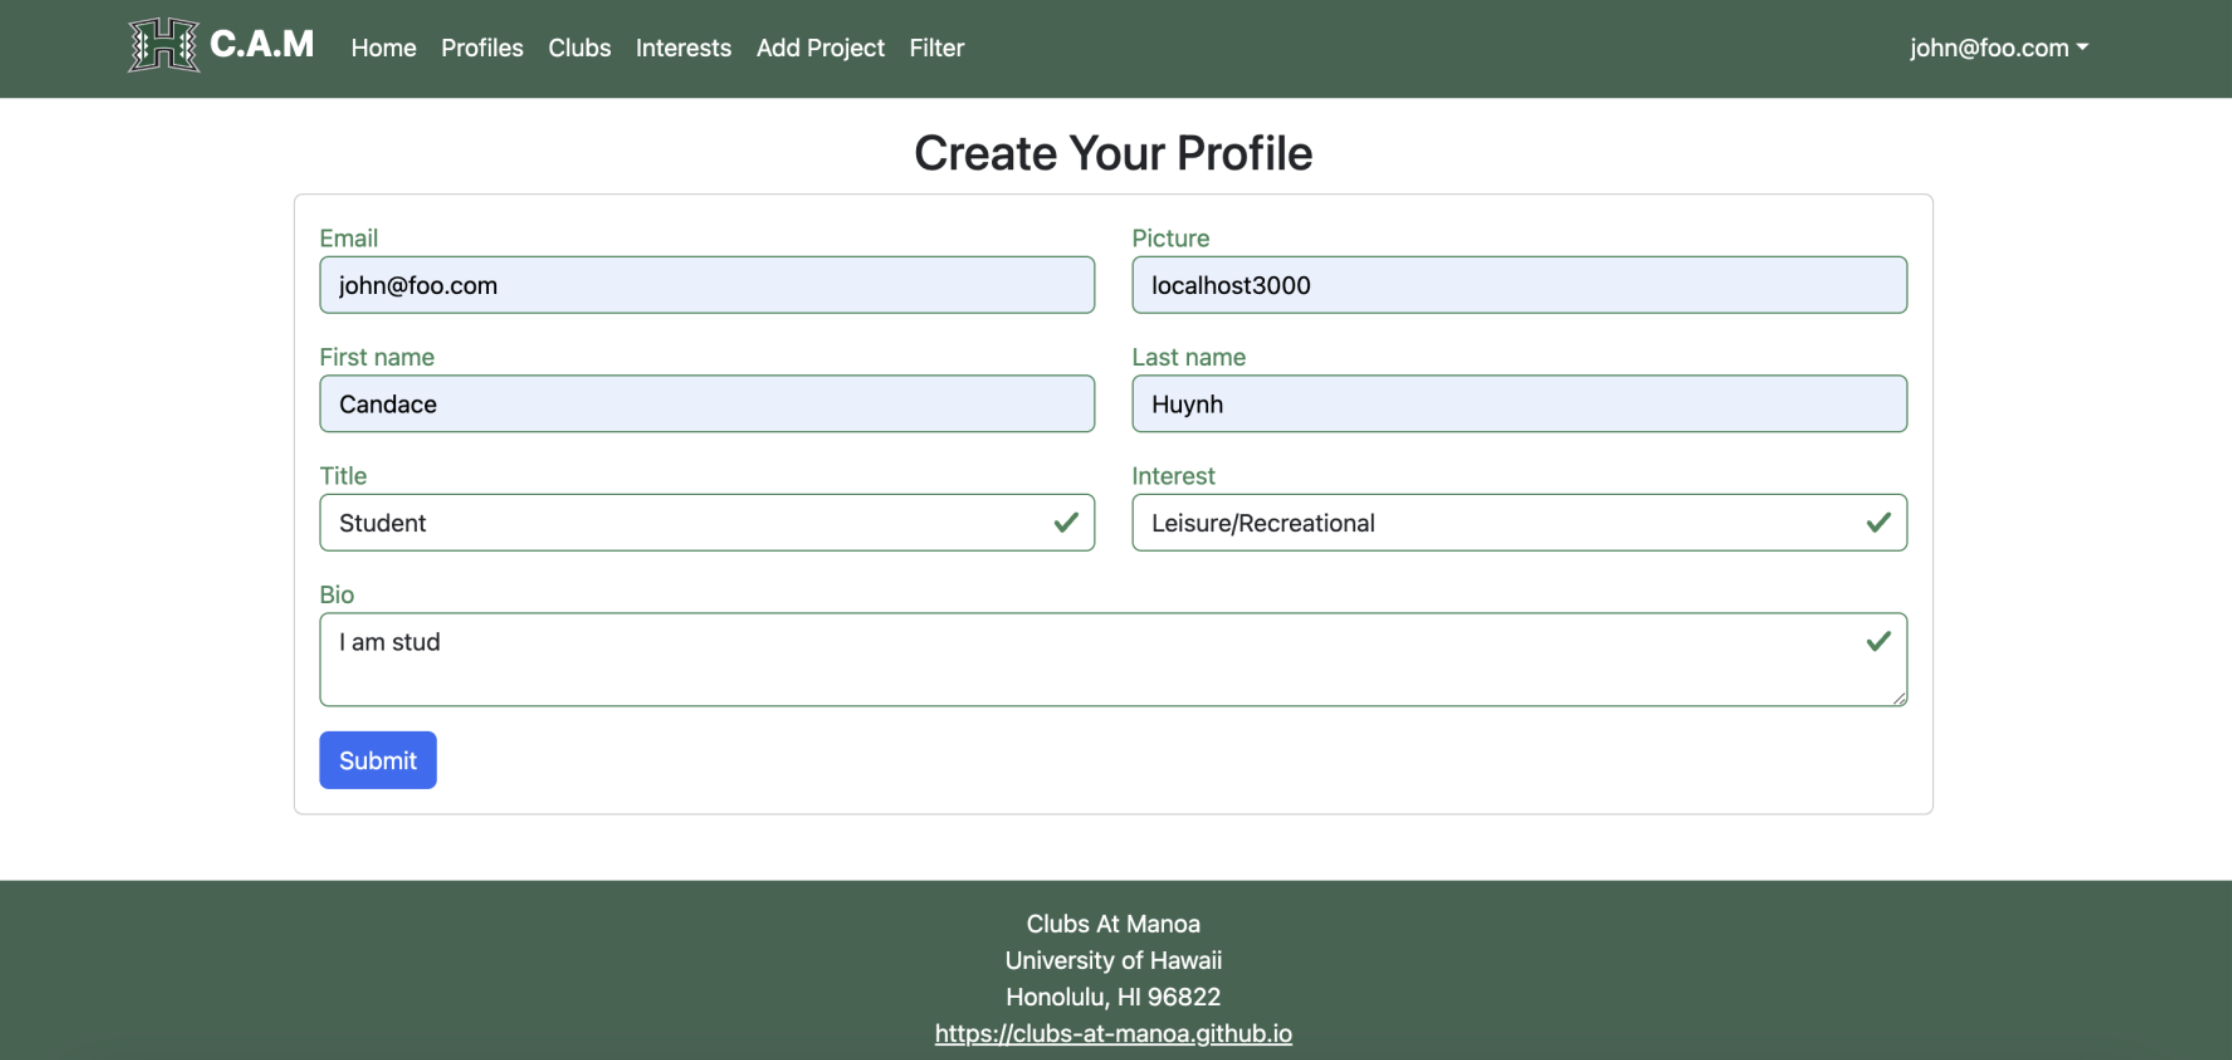 C.A.M Home Profiles Clubs Interests Add Project Filter john@foo.com
Create Your Profile
Email Picture
john@foo.com localhost3000
First name Last name
Candace Huynh
Title Interest
Student Leisure/Recreational
Bio
I am stud
Submit
Clubs At Manoa
University of Hawaii
Honolulu, HI 96822
https://clubs-at-manoa.github.io